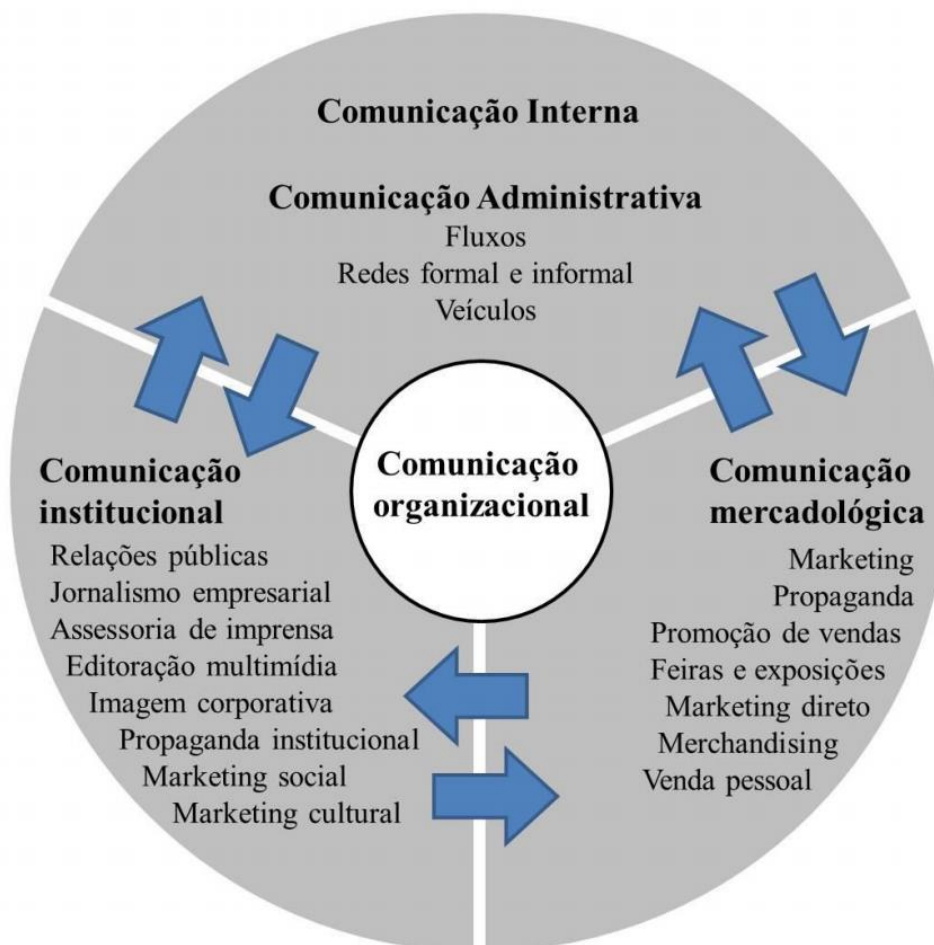 Comunicação Interna
Comunicação Administrativa
Fluxos
Redes formal e informal
Veículos
Comunicação
organizacional
Comunicação
institucional
Relações públicas
Jornalismo empresarial
Assessoria de imprensa
Editoração multimídia
Imagem corporativa
Propaganda institucional
Marketing social
Marketing cultural
Comunicação
mercadológica
Marketing
Propaganda
Promoção de vendas
Feiras e exposições
Marketing direto
Merchandising
Venda pessoal